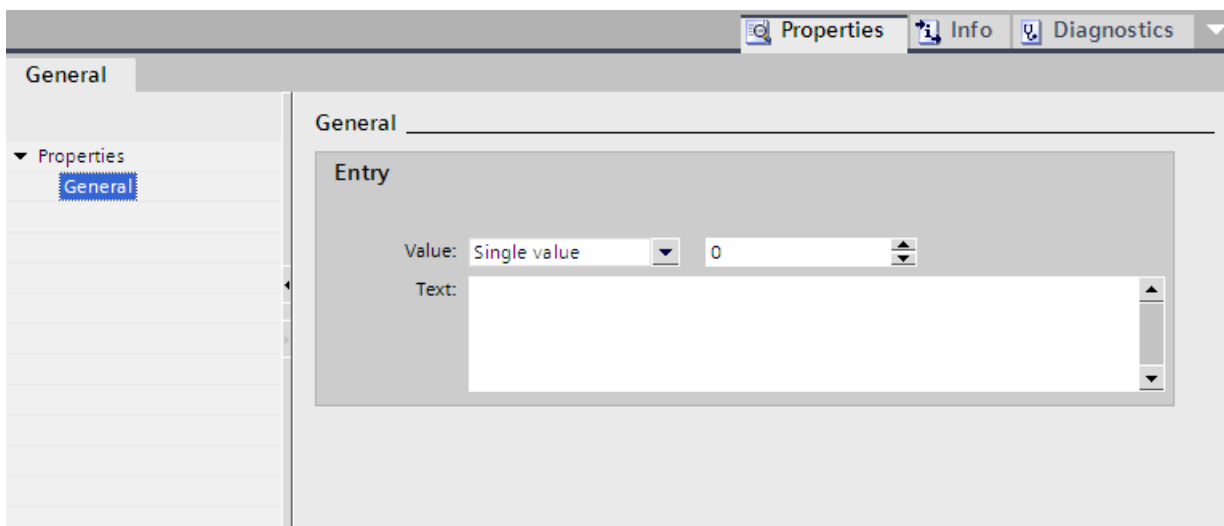 Properties Info Diagnostics
General
General
Properties
General
Entry
Value: Single value 0
Text: